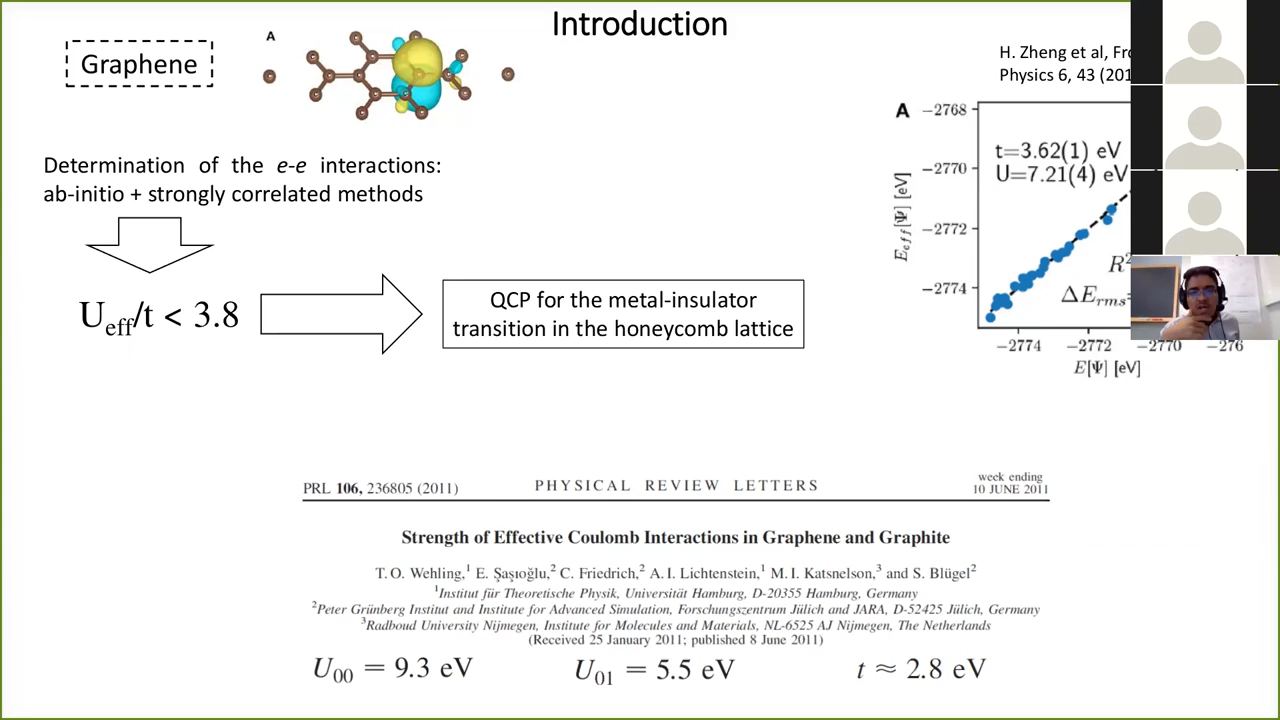 Introduction
Graphene
A
H. Zheng et al,
Physics 6, 43
Determination of the e-e interactions:
ab-initio + strongly correlated methods
U_eff/t < 3.8
QCP for the metal-insulator
transition in the honeycomb lattice
A
−2768
−2770
−2772
−2774
E_eff[Ψ] [eV]
t=3.62(1) eV
U=7.21(4) eV
R²
ΔE_rms=
−2774
−2772
−2770
E[Ψ] [eV]
PRL 106, 236805 (2011)
PHYSICAL REVIEW LETTERS
week ending
10 JUNE 2011
Strength of Effective Coulomb Interactions in Graphene and Graphite
T. O. Wehling,¹ E. Şaşıoğlu,² C. Friedrich,² A. I. Lichtenstein,¹ M. I. Katsnelson,³ and S. Blügel²
¹Institut für Theoretische Physik, Universität Hamburg, D-20355 Hamburg, Germany
²Peter Grünberg Institut and Institute for Advanced Simulation, Forschungszentrum Jülich and JARA, D-52425 Jülich, Germany
³Radboud University Nijmegen, Institute for Molecules and Materials, NL-6525 AJ Nijmegen, The Netherlands
(Received 25 January 2011; published 8 June 2011)
U₀₀ = 9.3 eV
U₀₁ = 5.5 eV
t ≈ 2.8 eV